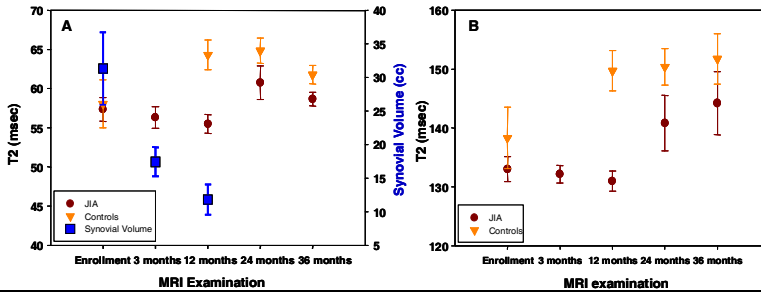 A
T2 (msec)
70
65
60
55
50
45
40
40
35
30
25
20
15
10
5
Synovial Volume (cc)
JIA
Controls
Synovial Volume
Enrollment 3 months 12 months 24 months 36 months
MRI Examination
B
T2 (msec)
160
150
140
130
120
JIA
Controls
Enrollment 3 months 12 months 24 months 36 months
MRI examination